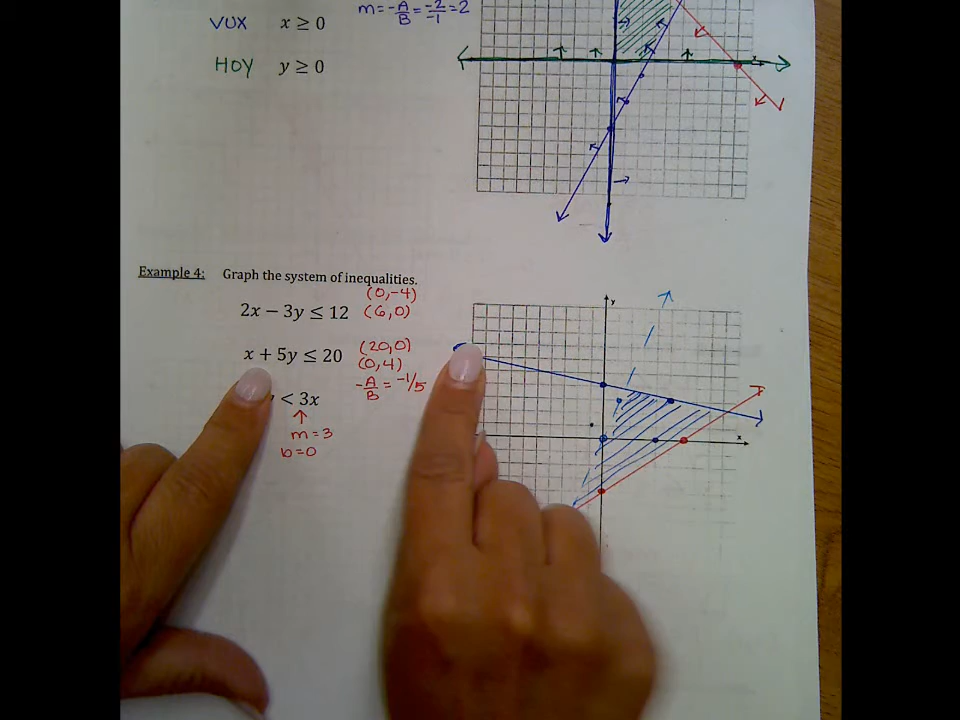 m = -A/B = -2/-1 = 2
VUX x ≥ 0
HOY y ≥ 0
Example 4: Graph the system of inequalities.
(0,-4)
2x − 3y ≤ 12 (6,0)
(20,0)
x + 5y ≤ 20 (0,4)
-A/B = -1/5
< 3x
m=3
b=0
y
x